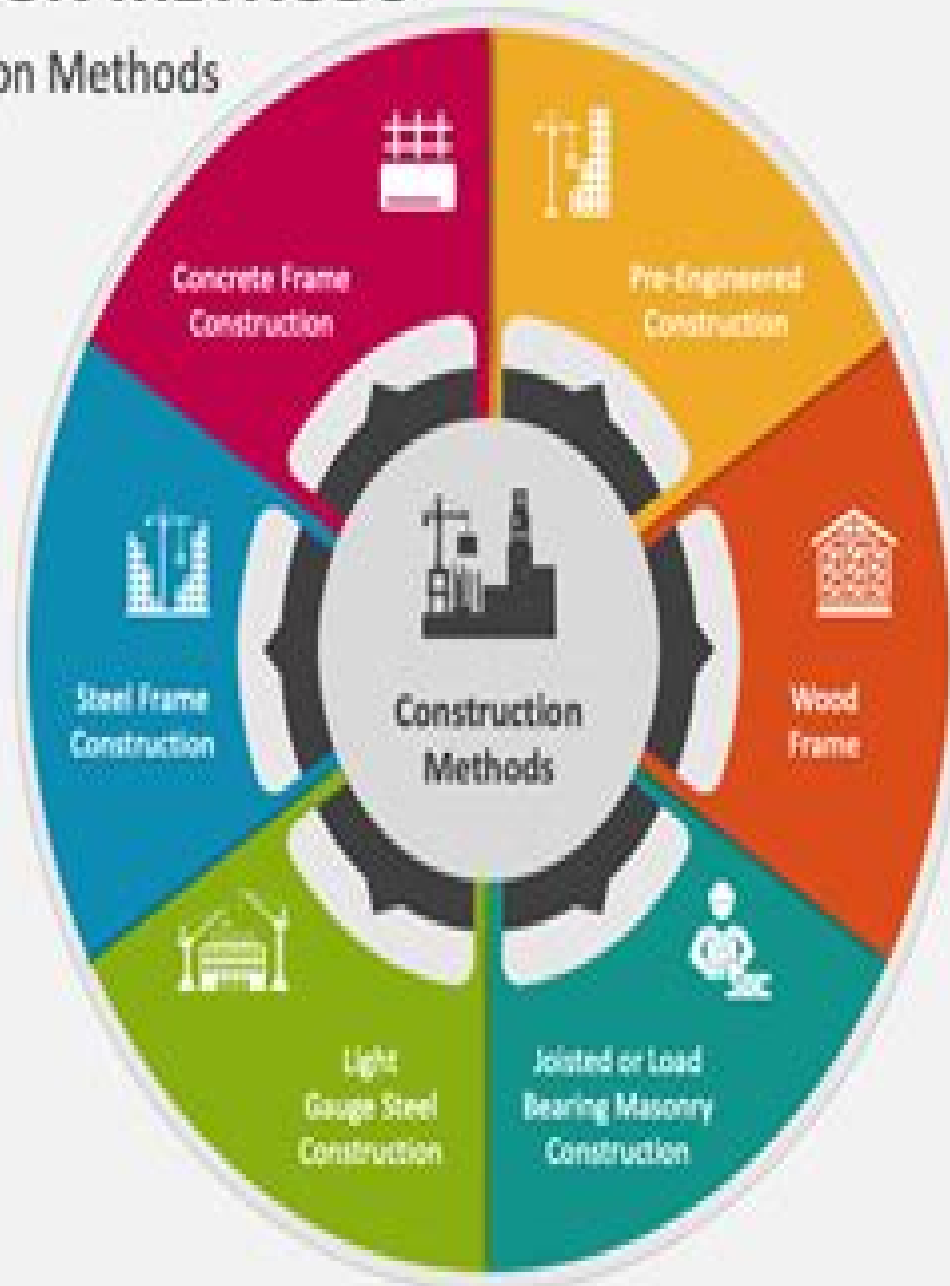 on Methods
Concrete Frame
Construction
Pre-Engineered
Construction
Steel Frame
Construction
Construction
Methods
Wood
Frame
Light
Gauge Steel
Construction
Joisted or Load
Bearing Masonry
Construction